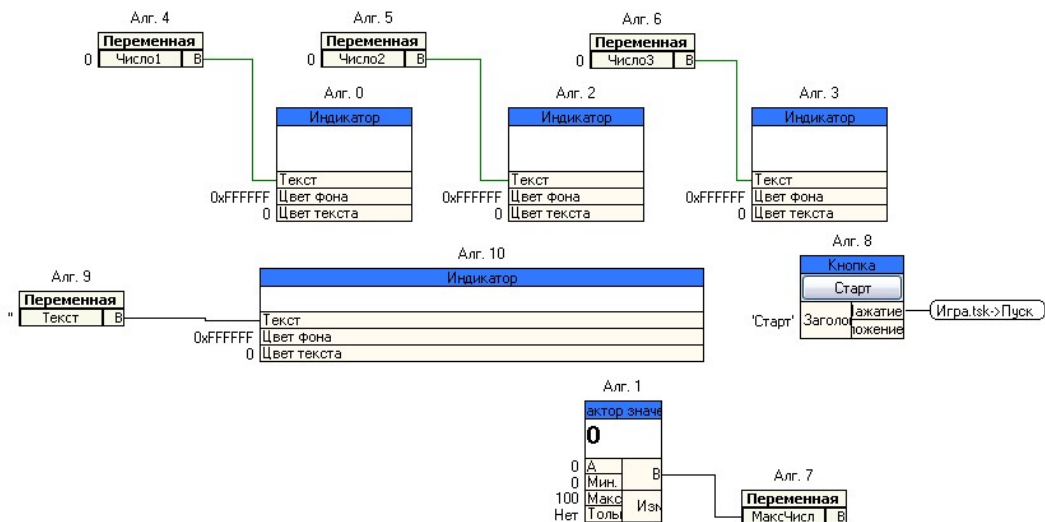 Алг. 4
Алг. 5
Алг. 6
Переменная
Переменная
Переменная
0 Число1 В
0 Число2 В
0 Число3 В
Алг. 0
Алг. 2
Алг. 3
Индикатор
Индикатор
Индикатор
Текст
Текст
Текст
0xFFFFFF Цвет фона
0xFFFFFF Цвет фона
0xFFFFFF Цвет фона
0 Цвет текста
0 Цвет текста
0 Цвет текста
Алг. 8
Алг. 10
Кнопка
Алг. 9
Индикатор
Старт
Переменная
'' Текст В
Текст
'Старт' Заголо
Нажатие
ложение
Игра.tsk->Пуск
0xFFFFFF Цвет фона
0 Цвет текста
Алг. 1
актор значе
0
0 А
В
0 Мин.
Алг. 7
100 Макс
Изм
Переменная
Нет Толы
МаксЧисл В